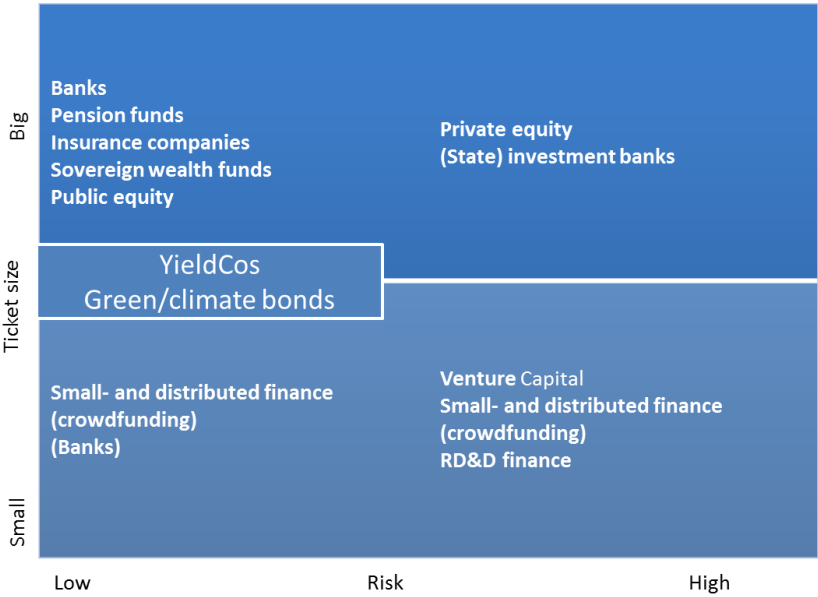 Big
Banks
Pension funds
Insurance companies
Sovereign wealth funds
Public equity
Private equity
(State) investment banks
Ticket size
YieldCos
Green/climate bonds
Small- and distributed finance
(crowdfunding)
(Banks)
Venture Capital
Small- and distributed finance
(crowdfunding)
RD&D finance
Small
Low
Risk
High